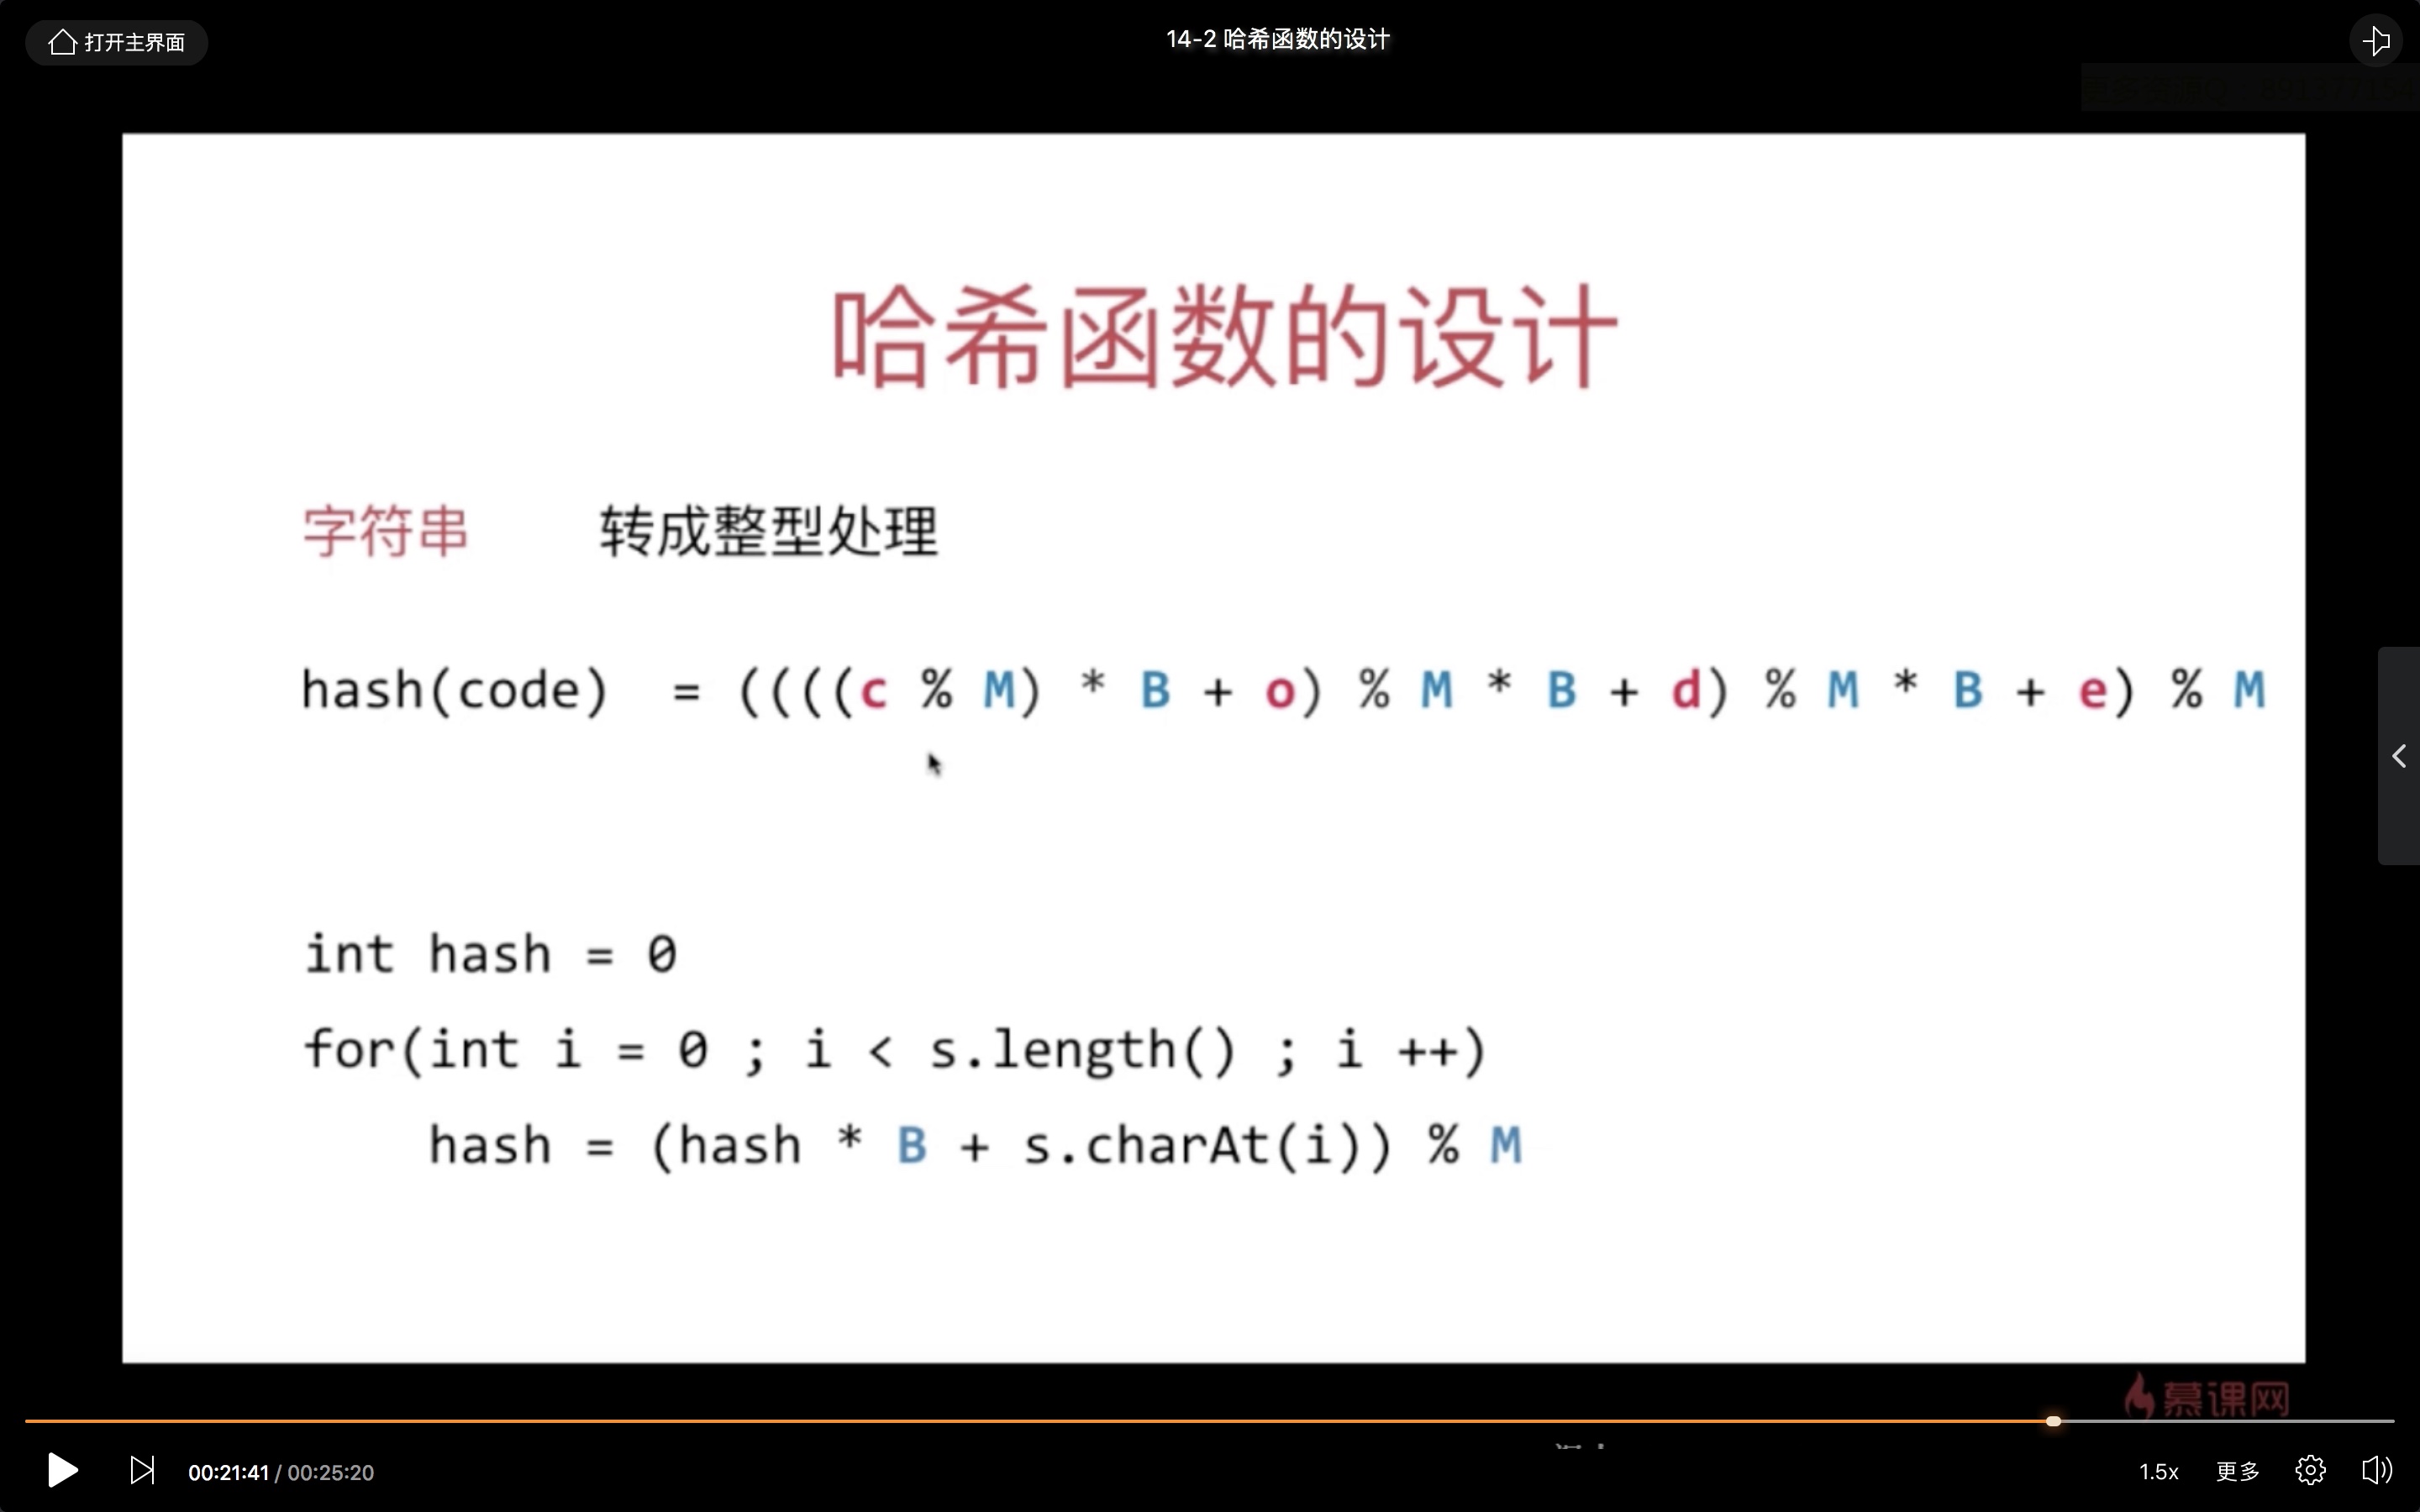 打开主界面
14-2 哈希函数的设计
哈希函数的设计
字符串 转成整型处理
hash(code) = ((((c % M) * B + o) % M * B + d) % M * B + e) % M
int hash = 0
for(int i = 0 ; i < s.length() ; i ++)
hash = (hash * B + s.charAt(i)) % M
慕课网
00:21:41 / 00:25:20
1.5x 更多